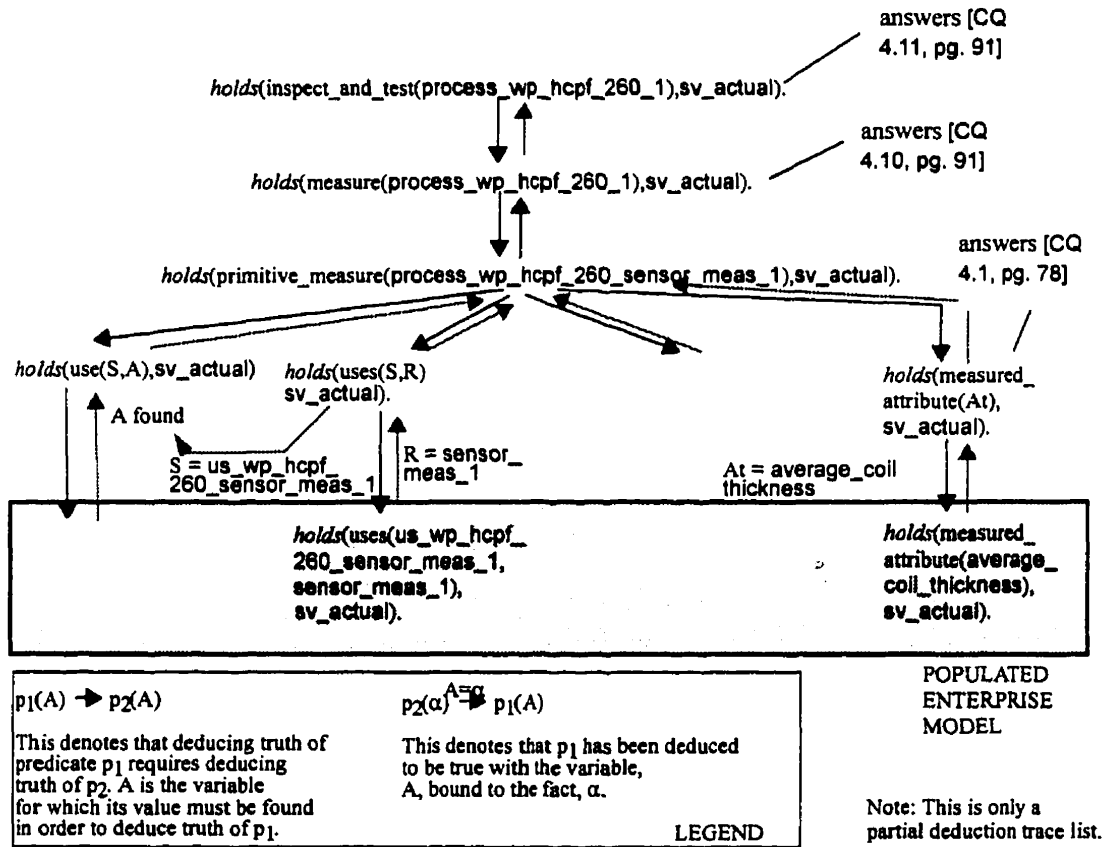 answers [CQ
4.11, pg. 91]
holds(inspect_and_test(process_wp_hcpf_260_1),sv_actual).
answers [CQ
4.10, pg. 91]
holds(measure(process_wp_hcpf_260_1),sv_actual).
answers [CQ
4.1, pg. 78]
holds(primitive_measure(process_wp_hcpf_260_sensor_meas_1),sv_actual).
holds(use(S,A),sv_actual)
holds(uses(S,R)
sv_actual).
holds(measured_
attribute(At),
sv_actual).
A found
S = us_wp_hcpf_
260_sensor_meas_1
R = sensor_
meas_1
At = average_coil
thickness
holds(uses(us_wp_hcpf_
260_sensor_meas_1,
sensor_meas_1),
sv_actual).
holds(measured_
attribute(average_
coil_thickness),
sv_actual).
POPULATED
ENTERPRISE
MODEL
p1(A) → p2(A)
This denotes that deducing truth of
predicate p1 requires deducing
truth of p2. A is the variable
for which its value must be found
in order to deduce truth of p1.
A=α
p2(α) → p1(A)
This denotes that p1 has been deduced
to be true with the variable,
A, bound to the fact, α.
LEGEND
Note: This is only a
partial deduction trace list.